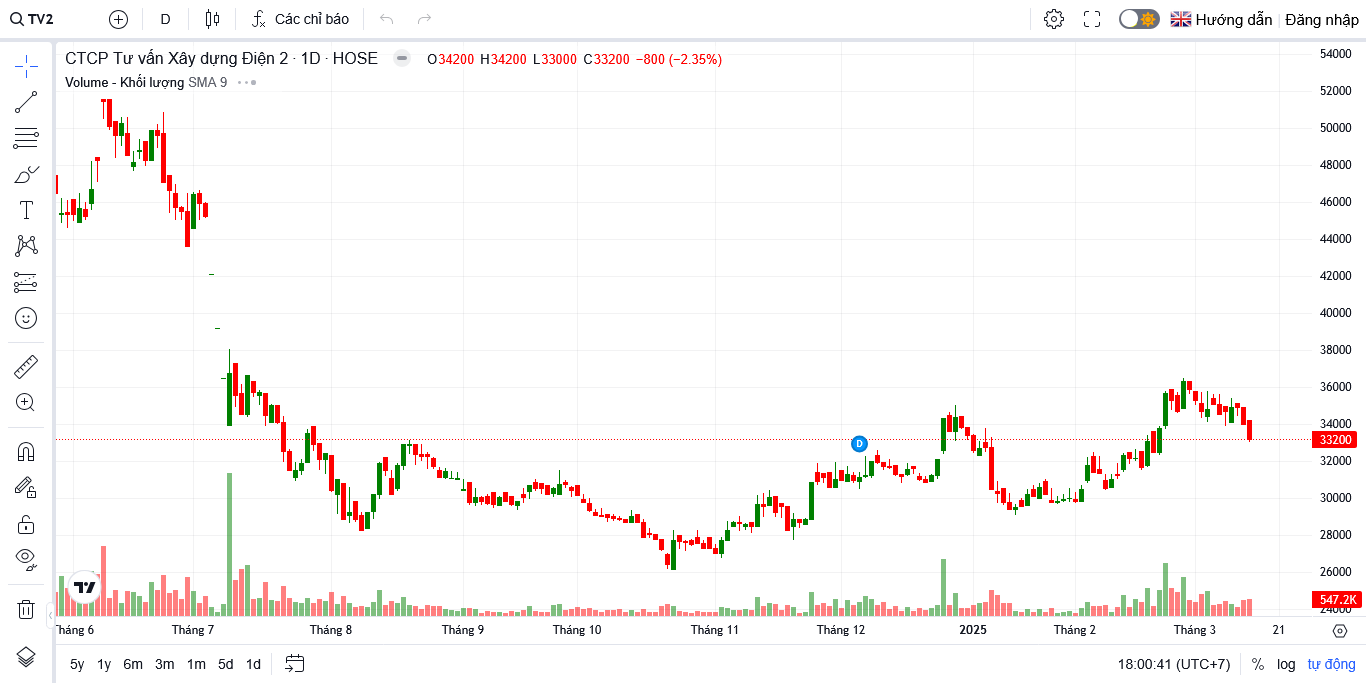 TV2 D Các chỉ báo Hướng dẫn Đăng nhập
CTCP Tư vấn Xây dựng Điện 2 · 1D · HOSE O34200 H34200 L33000 C33200 −800 (−2.35%)
Volume - Khối lượng SMA 9
54000
52000
50000
48000
46000
44000
42000
40000
38000
36000
34000
33200
32000
30000
28000
26000
547.2K
24000
D
Tháng 6 Tháng 7 Tháng 8 Tháng 9 Tháng 10 Tháng 11 Tháng 12 2025 Tháng 2 Tháng 3 21
5y 1y 6m 3m 1m 5d 1d 18:00:41 (UTC+7) % log tự động